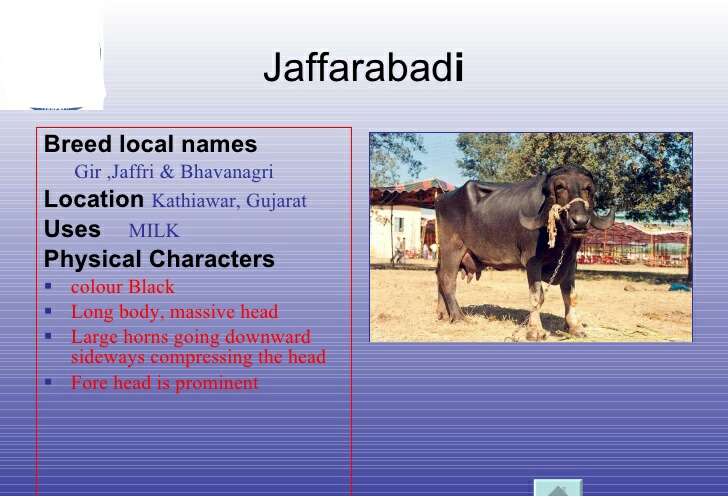 Jaffarabadi
Breed local names
Gir ,Jaffri & Bhavanagri
Location Kathiawar, Gujarat
Uses MILK
Physical Characters
colour Black
Long body, massive head
Large horns going downward
sideways compressing the head
Fore head is prominent